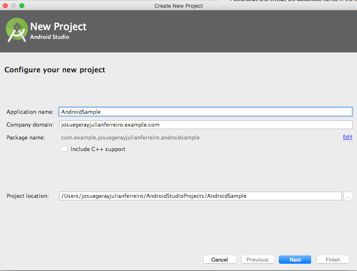 Create New Project
New Project
Android Studio
Configure your new project
Application name: AndroidSample
Company domain: josuegerayjulianferreiro.example.com
Package name: com.example.josuegerayjulianferreiro.androidsample Edit
Include C++ support
Project location: /Users/josuegerayjulianferreiro/AndroidStudioProjects/AndroidSample ...
Cancel Previous Next Finish